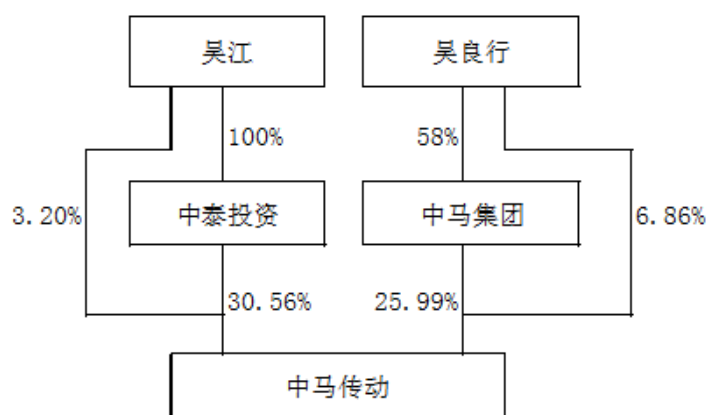 吴江
吴良行
100%
58%
3.20%
中泰投资
中马集团
6.86%
30.56%
25.99%
中马传动